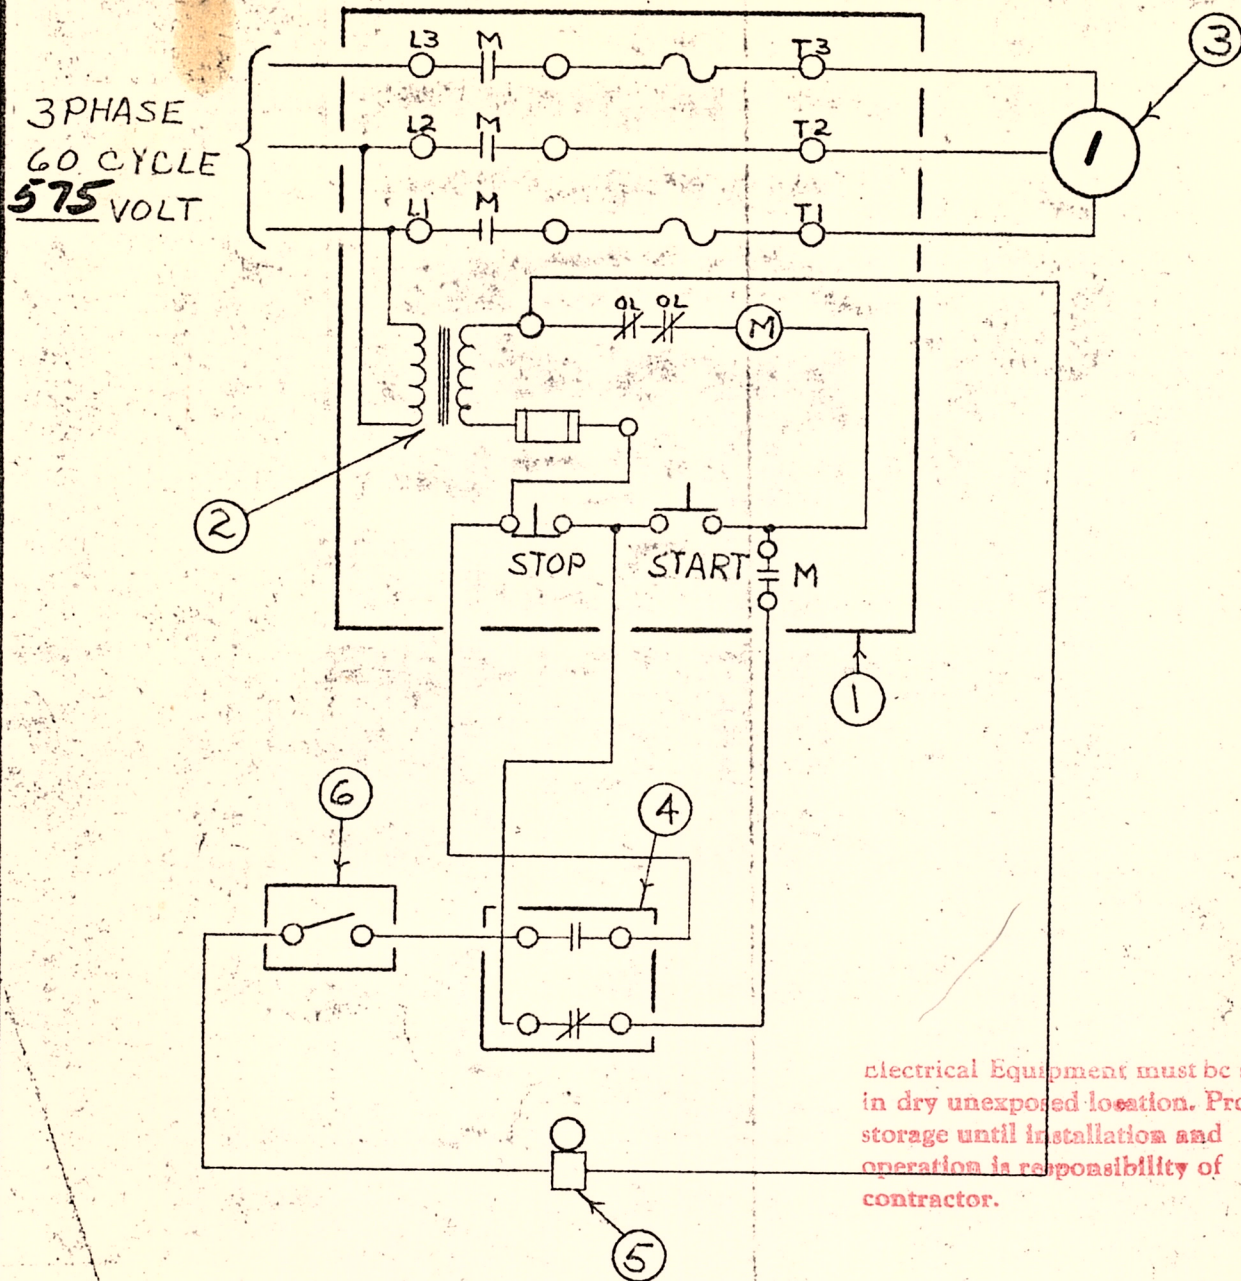 3 PHASE
60 CYCLE
575 VOLT
L3 M T3
3
L2 M T2
1
L1 M T1
OL OL
M
2
STOP START M
1
6
4
Electrical Equipment must be
in dry unexposed location.
storage until installation and
operation is responsibility of
contractor.
5